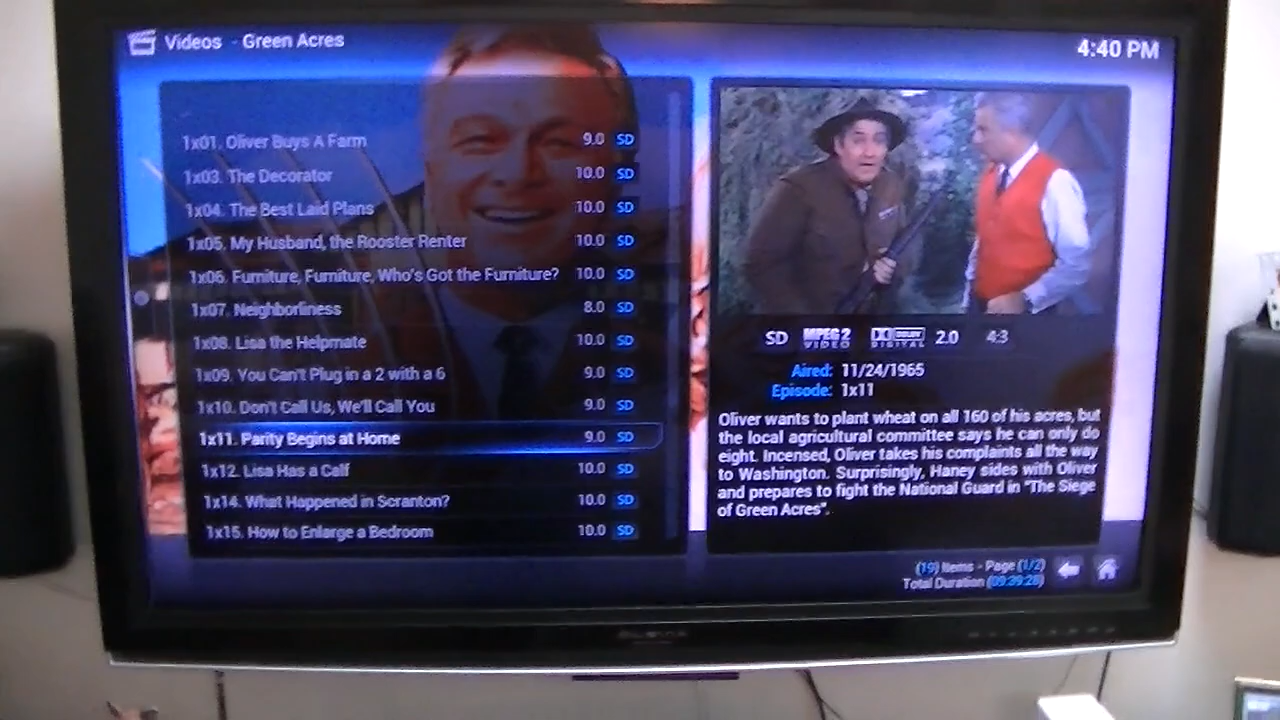 Videos - Green Acres
4:40 PM
1x01. Oliver Buys A Farm 9.0 SD
1x03. The Decorator 10.0 SD
1x04. The Best Laid Plans 10.0 SD
1x05. My Husband, the Rooster Renter 10.0 SD
1x06. Furniture, Furniture, Who's Got the Furniture? 10.0 SD
1x07. Neighborliness 8.0 SD
1x08. Lisa the Helpmate 10.0 SD
1x09. You Can't Plug in a 2 with a 6 9.0 SD
1x10. Don't Call Us, We'll Call You 9.0 SD
1x11. Parity Begins at Home 9.0 SD
1x12. Lisa Has a Calf 10.0 SD
1x14. What Happened in Scranton? 10.0 SD
1x15. How to Enlarge a Bedroom 10.0 SD
SD MPEG2 VIDEO DOLBY DIGITAL 2.0 4:3
Aired: 11/24/1965
Episode: 1x11
Oliver wants to plant wheat on all 160 of his acres, but
the local agricultural committee says he can only do
eight. Incensed, Oliver takes his complaints all the way
to Washington. Surprisingly, Haney sides with Oliver
and prepares to fight the National Guard in "The Siege
of Green Acres".
(19) Items - Page (1/2)
Total Duration (09:39:28)